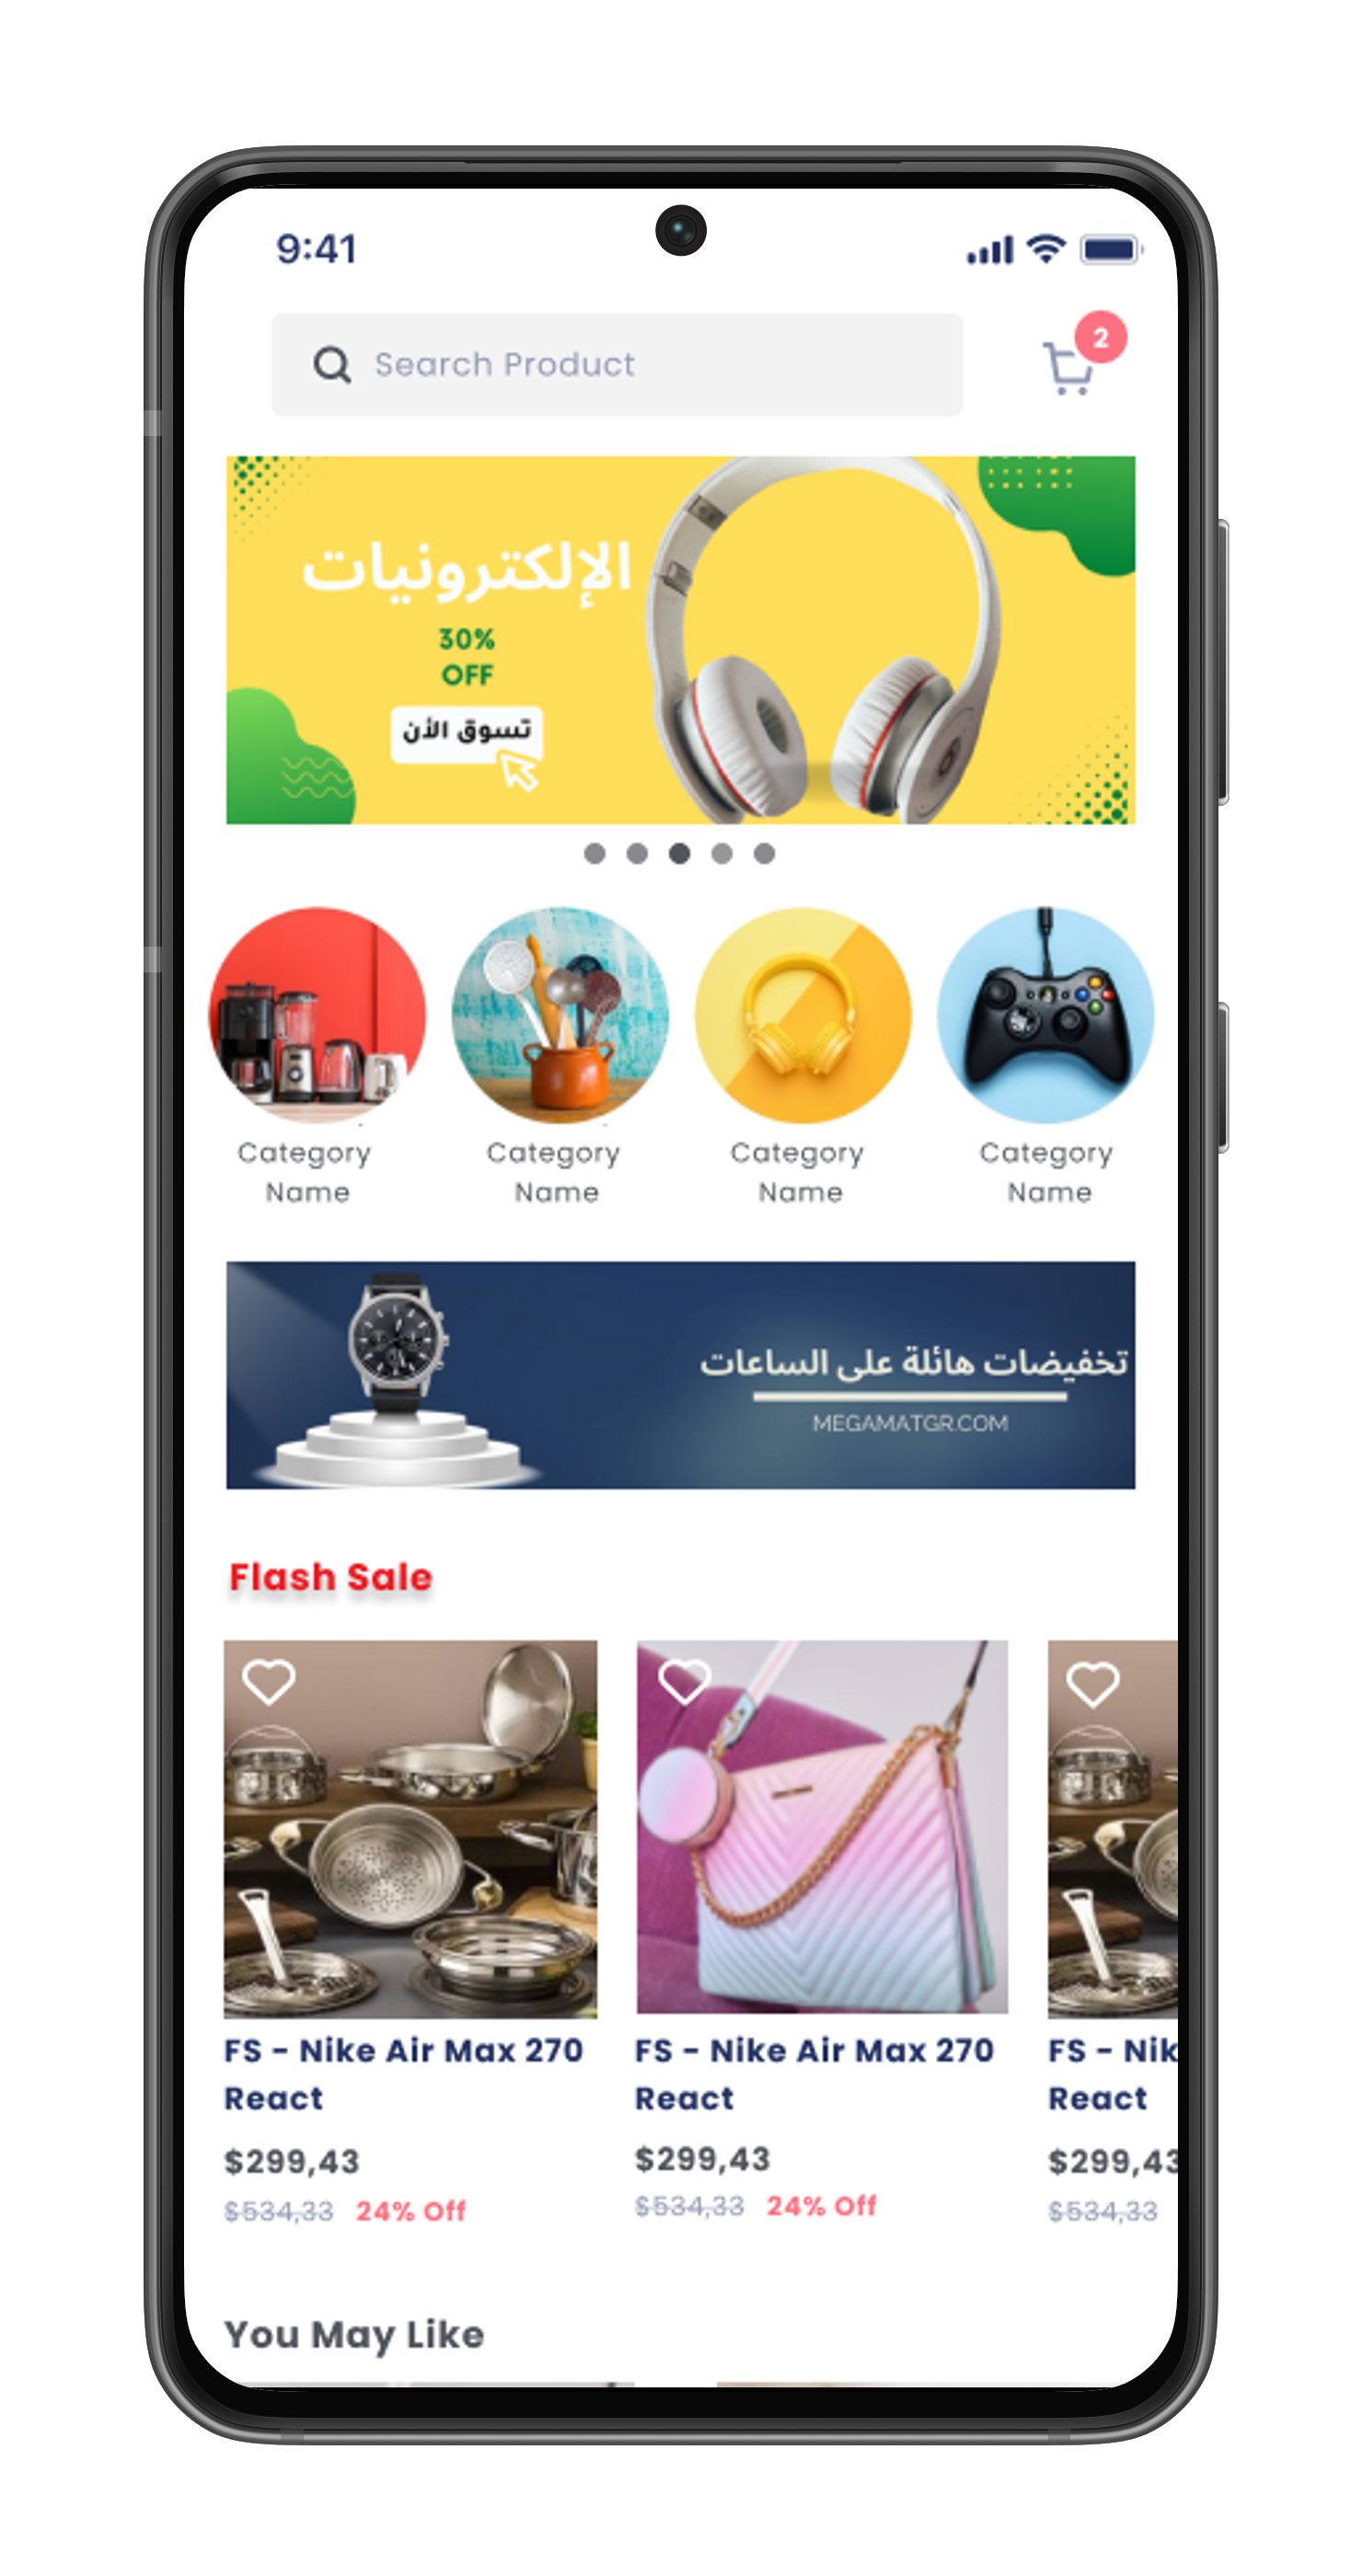 9:41
Search Product
2
الإلكترونيات
30%
OFF
تسوق الأن
Category
Name
Category
Name
Category
Name
Category
Name
تخفيضات هائلة على الساعات
MEGAMATGR.COM
Flash Sale
FS - Nike Air Max 270
React
$299,43
$534,33 24% Off
FS - Nike Air Max 270
React
$299,43
$534,33 24% Off
FS - Nik
React
$299,43
$534,33
You May Like